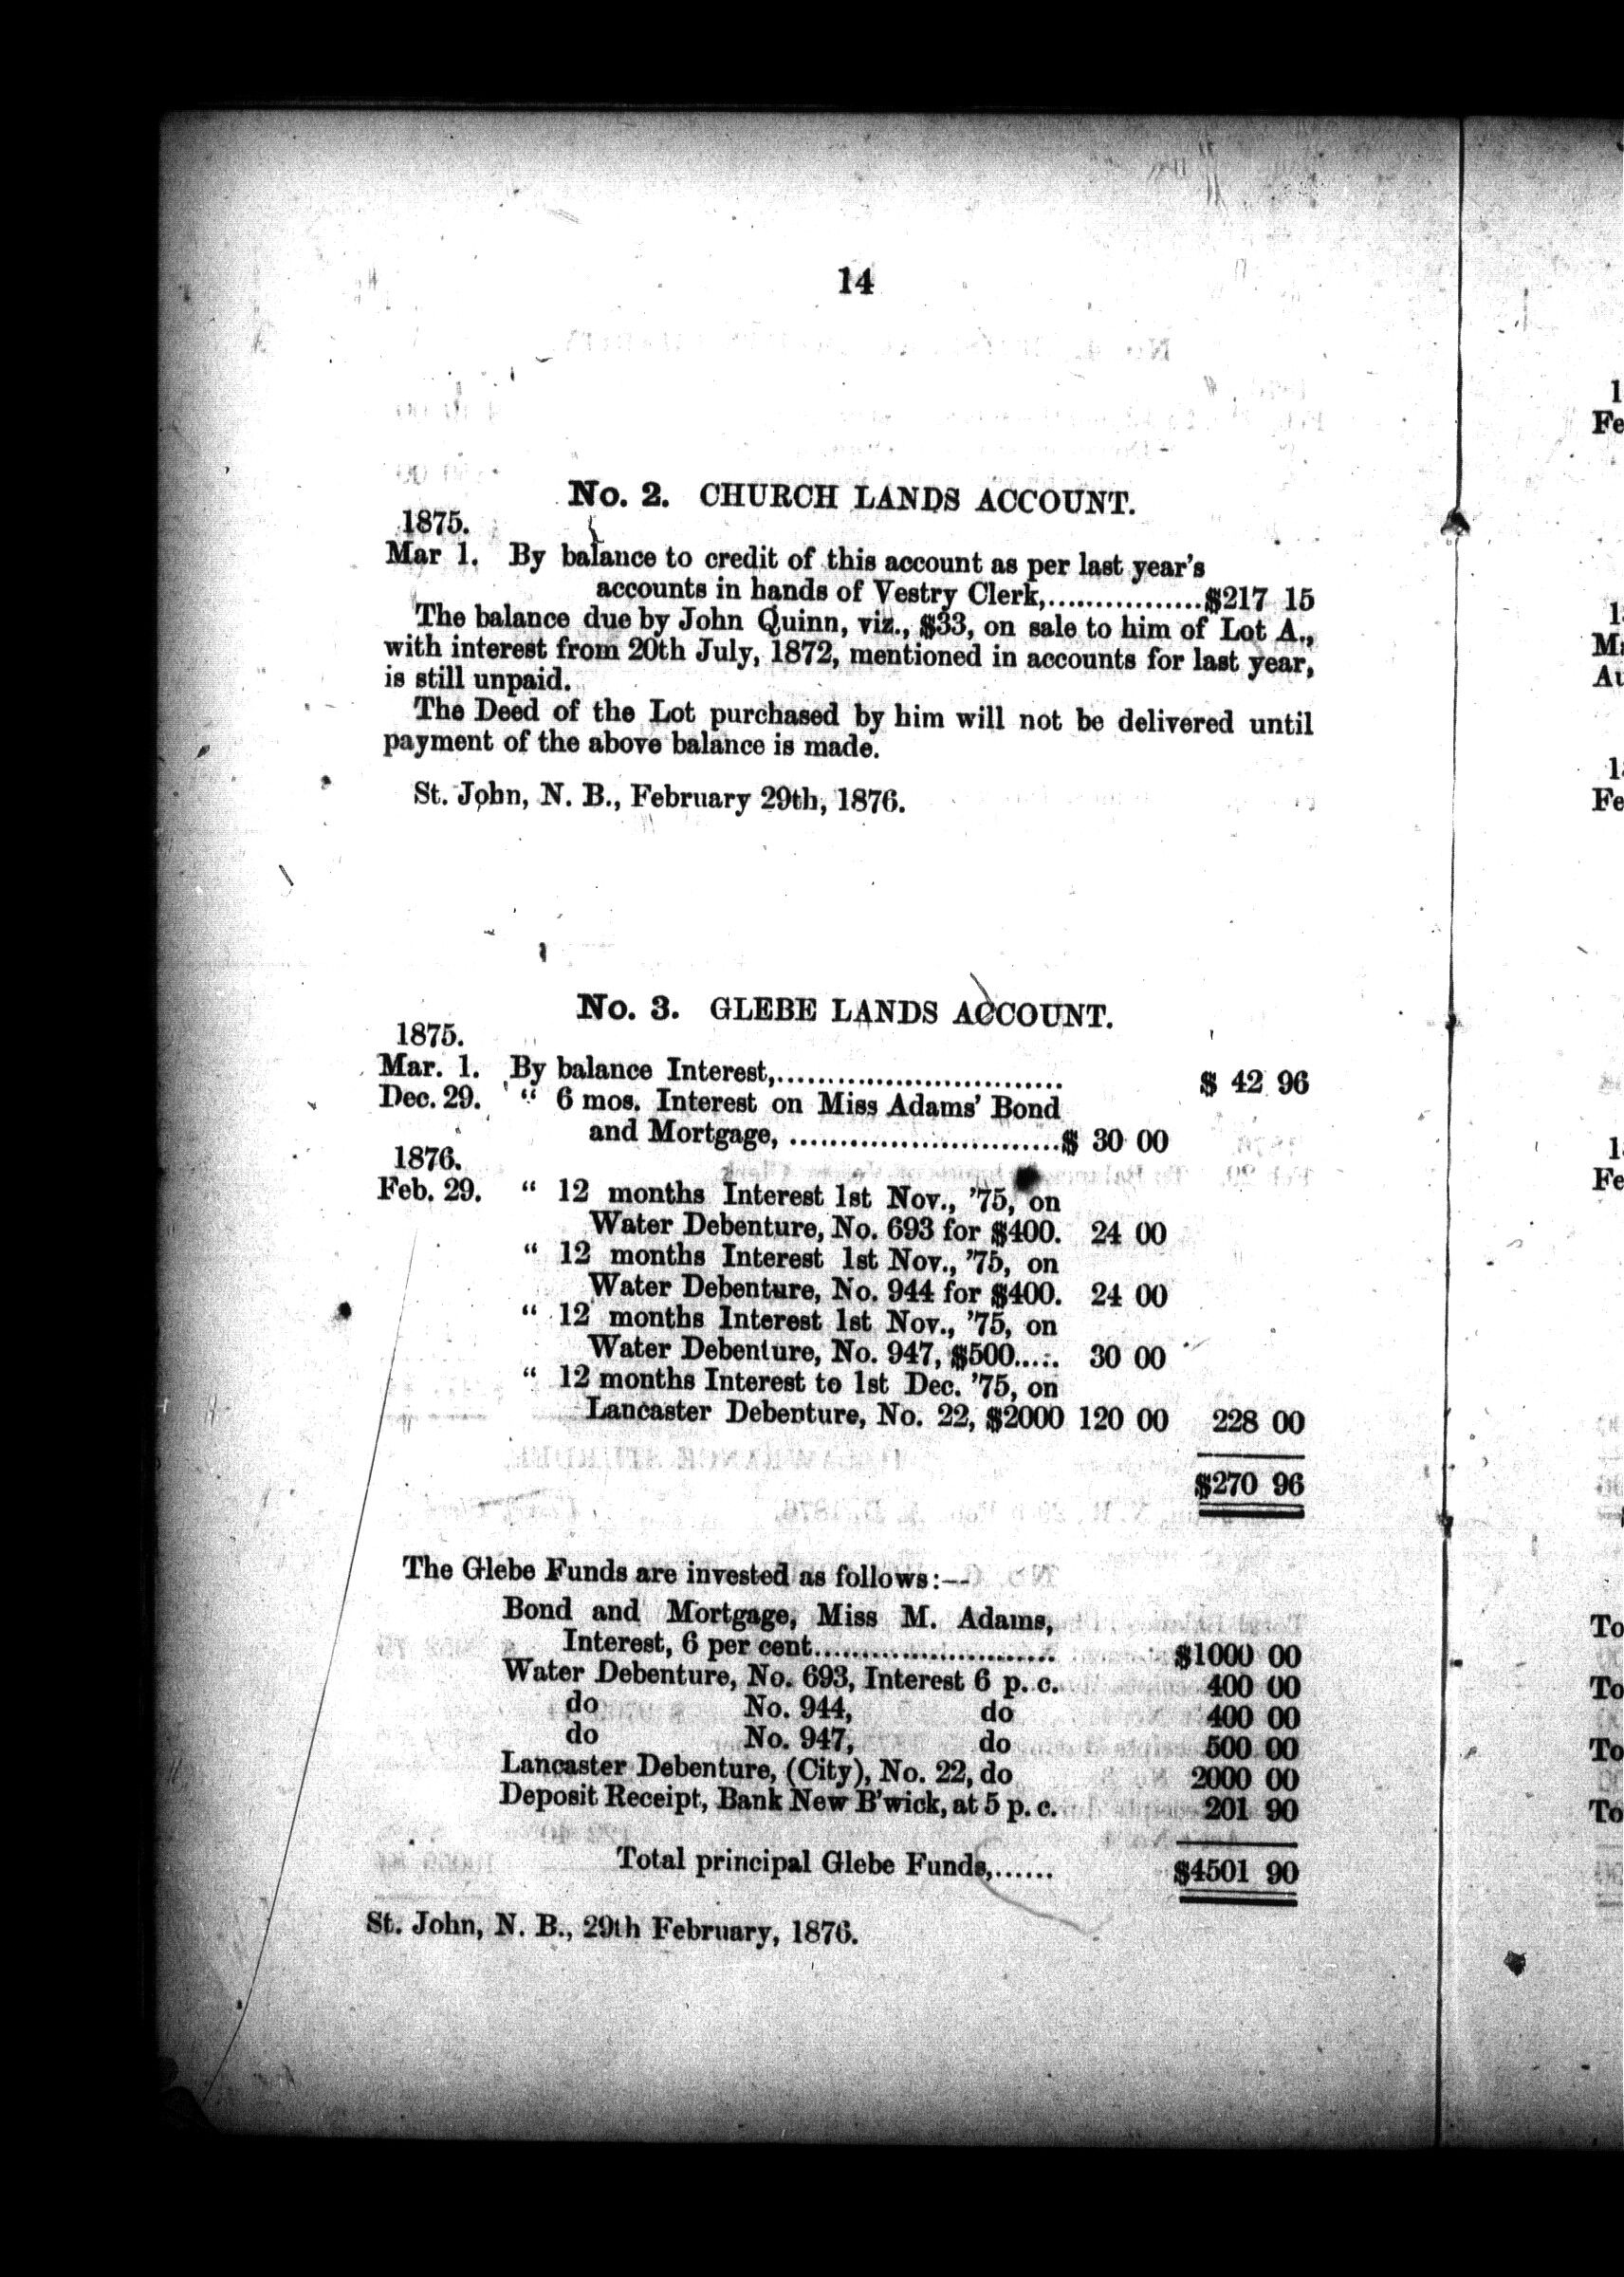 14
No. 2. CHURCH LANDS ACCOUNT.
1875.
Mar 1. By balance to credit of this account as per last year's
accounts in hands of Vestry Clerk,................$217 15
The balance due by John Quinn, viz., $33, on sale to him of Lot A.,
with interest from 20th July, 1872, mentioned in accounts for last year,
is still unpaid.
The Deed of the Lot purchased by him will not be delivered until
payment of the above balance is made.
St. John, N. B., February 29th, 1876.
No. 3. GLEBE LANDS ACCOUNT.
1875.
Mar. 1. By balance Interest,............................ $ 42 96
Dec. 29. “ 6 mos. Interest on Miss Adams' Bond
and Mortgage, ...........................$ 30 00
1876.
Feb. 29. “ 12 months Interest 1st Nov., '75, on
Water Debenture, No. 693 for $400. 24 00
“ 12 months Interest 1st Nov., '75, on
Water Debenture, No. 944 for $400. 24 00
“ 12 months Interest 1st Nov., '75, on
Water Debenture, No. 947, $500..... 30 00
“ 12 months Interest to 1st Dec. '75, on
Lancaster Debenture, No. 22, $2000 120 00 228 00
$270 96
The Glebe Funds are invested as follows:—
Bond and Mortgage, Miss M. Adams,
Interest, 6 per cent........................ $1000 00
Water Debenture, No. 693, Interest 6 p. c. 400 00
do No. 944, do 400 00
do No. 947, do 500 00
Lancaster Debenture, (City), No. 22, do 2000 00
Deposit Receipt, Bank New B'wick, at 5 p. c. 201 90
Total principal Glebe Funds,...... $4501 90
St. John, N. B., 29th February, 1876.